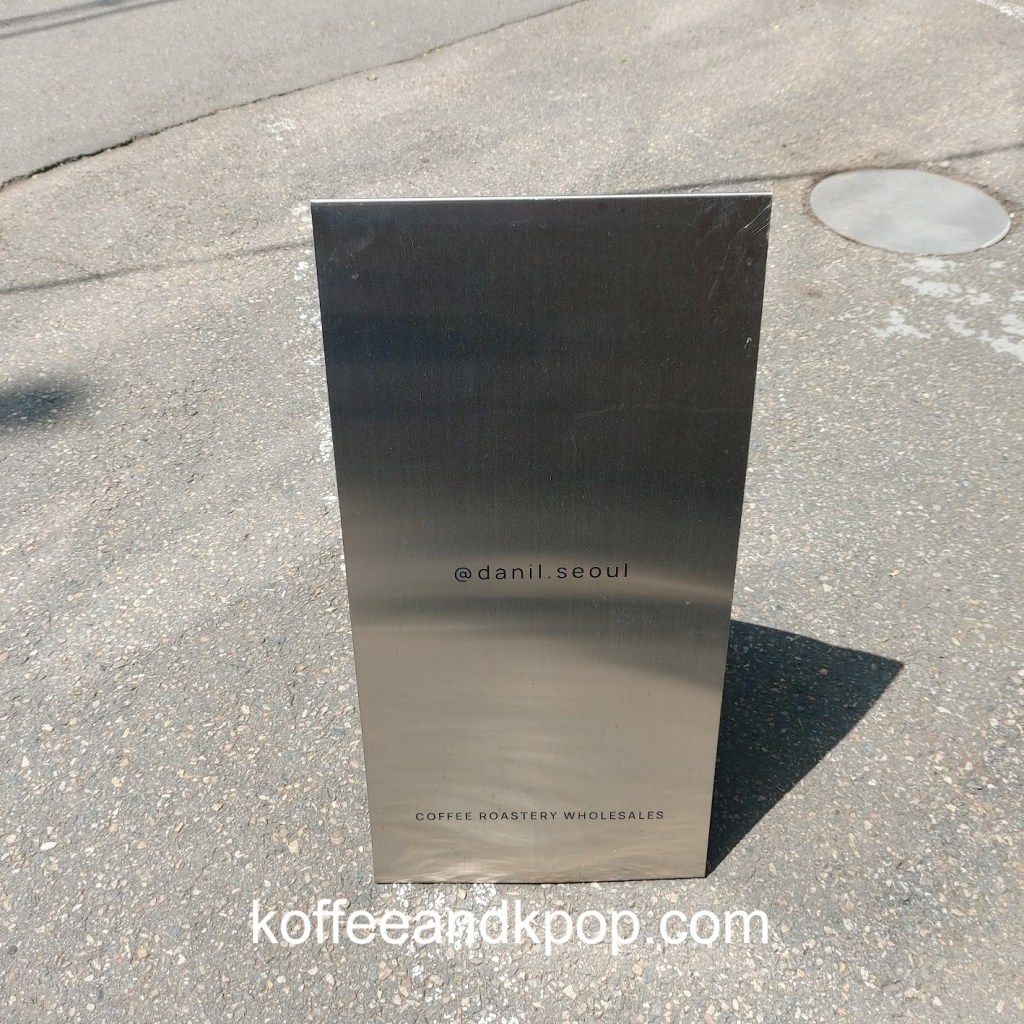 @danil.seoul
COFFEE ROASTERY WHOLESALES
koffeeandkpop.com